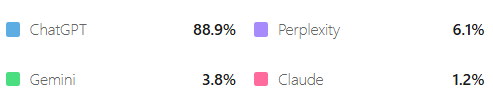 ChatGPT 88.9% Perplexity 6.1%
Gemini 3.8% Claude 1.2%